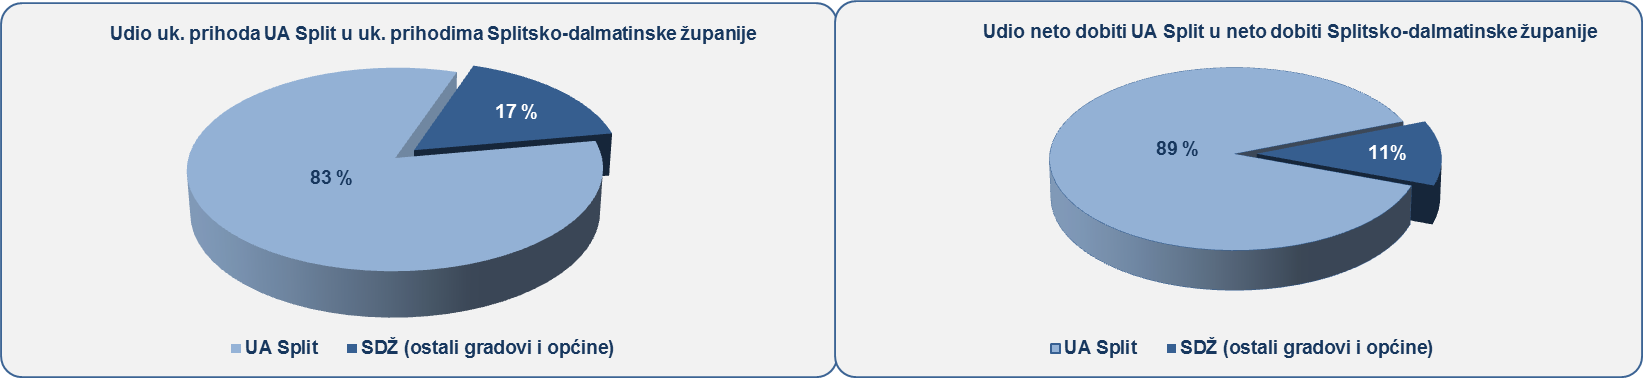 Udio uk. prihoda UA Split u uk. prihodima Splitsko-dalmatinske županije
17 %
83 %
UA Split
SDŽ (ostali gradovi i općine)
Udio neto dobiti UA Split u neto dobiti Splitsko-dalmatinske županije
89 %
11%
UA Split
SDŽ (ostali gradovi i općine)